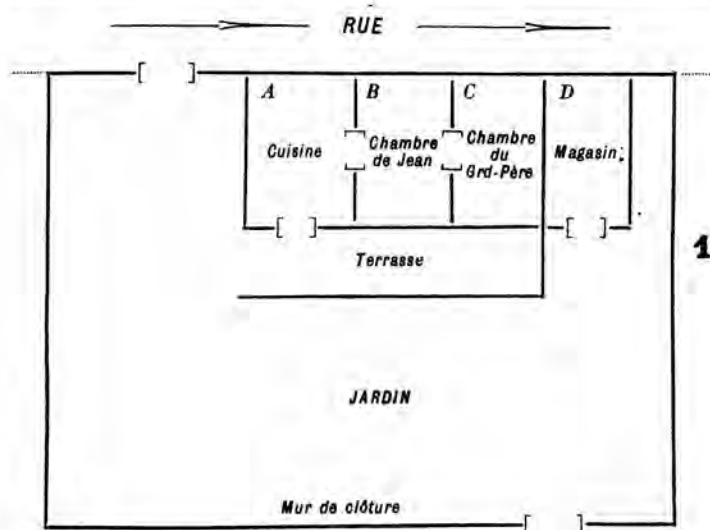 RUE
A B C D
Cuisine
Chambre
de Jean
Chambre
du
Grd-Père
Magasin
Terrasse
1
JARDIN
Mur de clôture